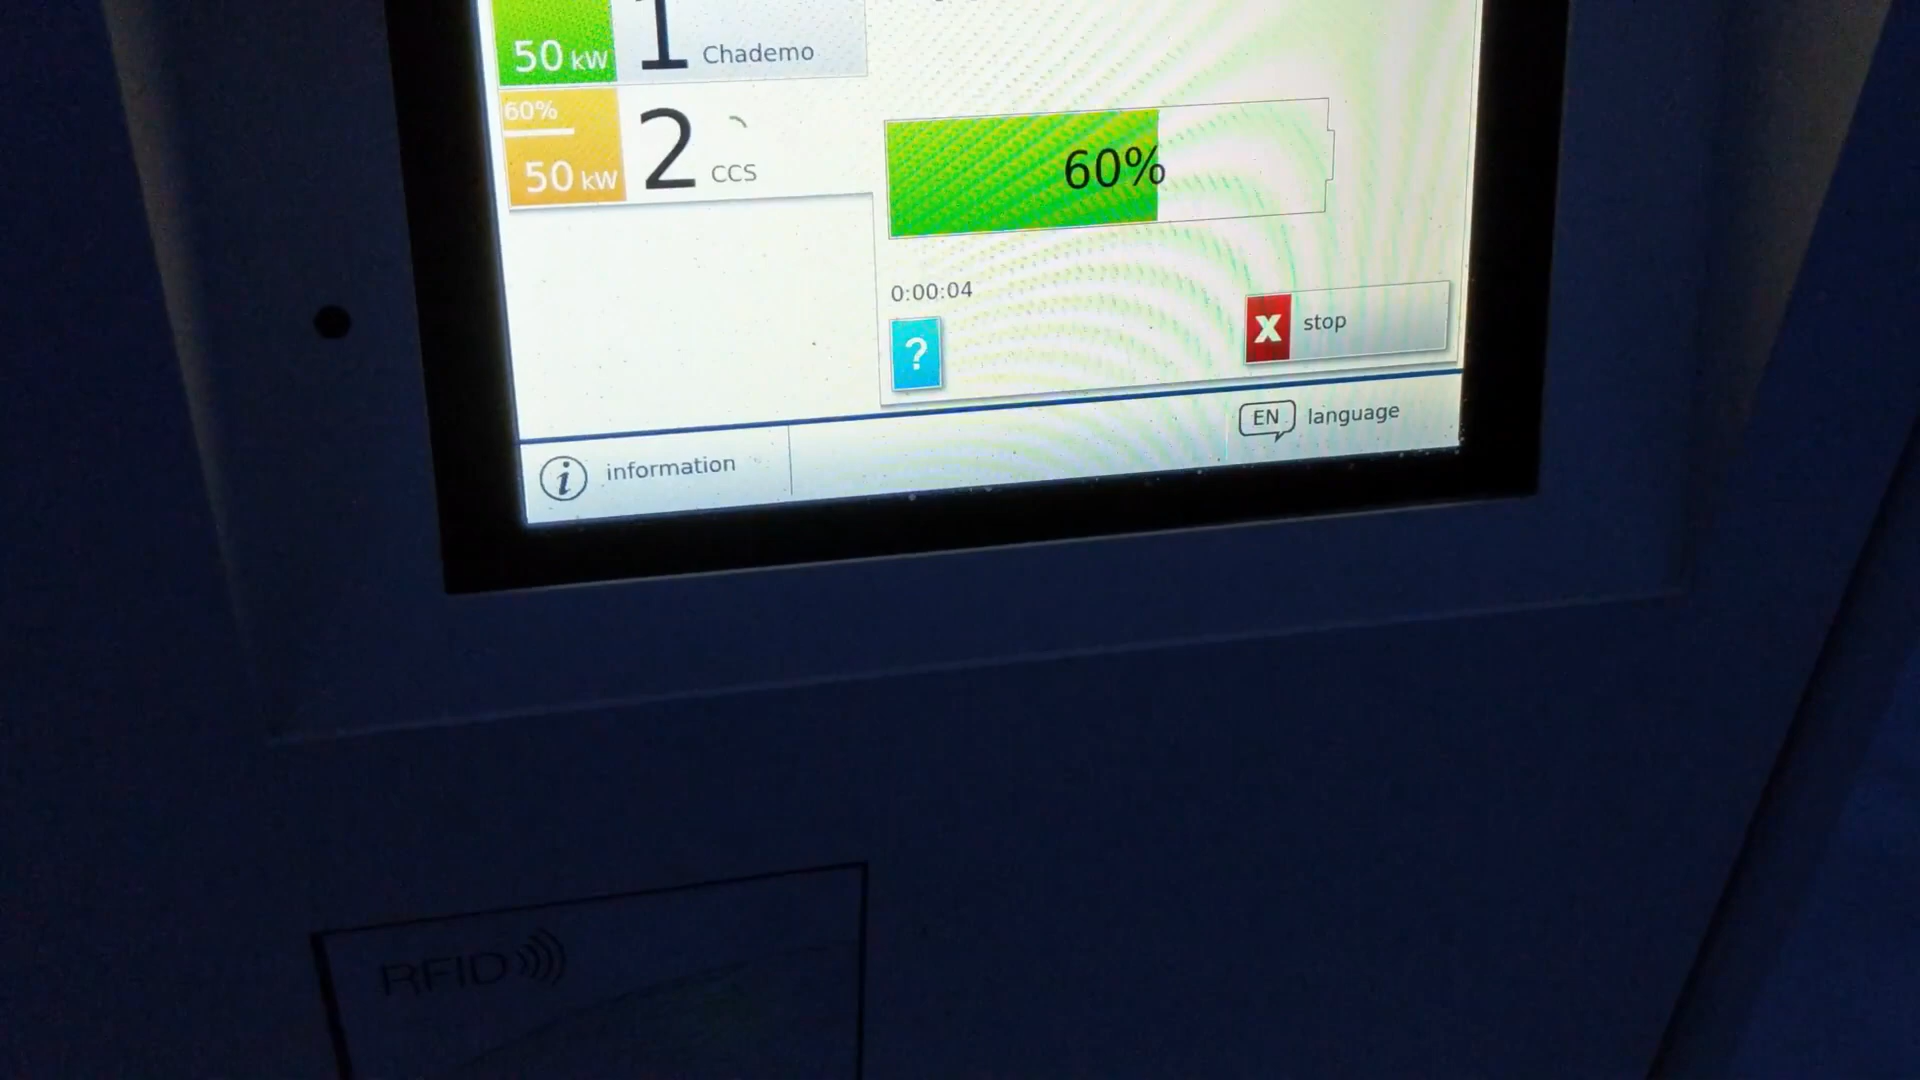 50 kW 1 Chademo
60%
50 kW 2 CCS
60%
0:00:04
?
X stop
i information
EN language
RFID